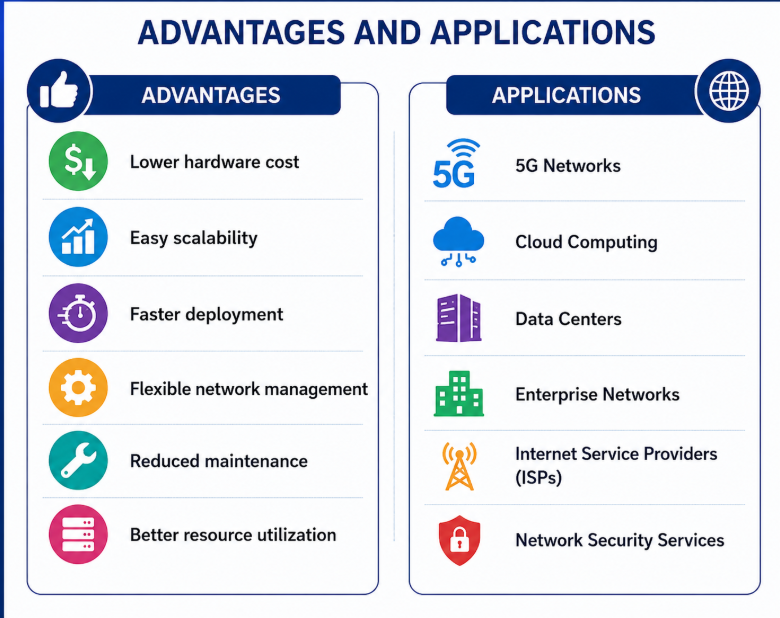 ADVANTAGES AND APPLICATIONS
ADVANTAGES
$
Lower hardware cost
Easy scalability
Faster deployment
Flexible network management
Reduced maintenance
Better resource utilization
APPLICATIONS
5G
5G Networks
Cloud Computing
Data Centers
Enterprise Networks
Internet Service Providers
(ISPs)
Network Security Services